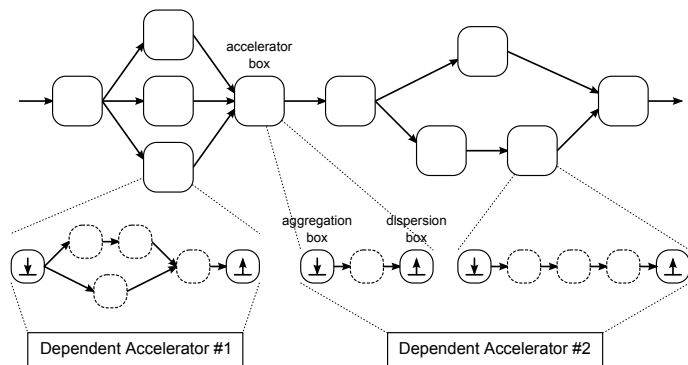 accelerator
box
aggregation
box
dispersion
box
Dependent Accelerator #1
Dependent Accelerator #2